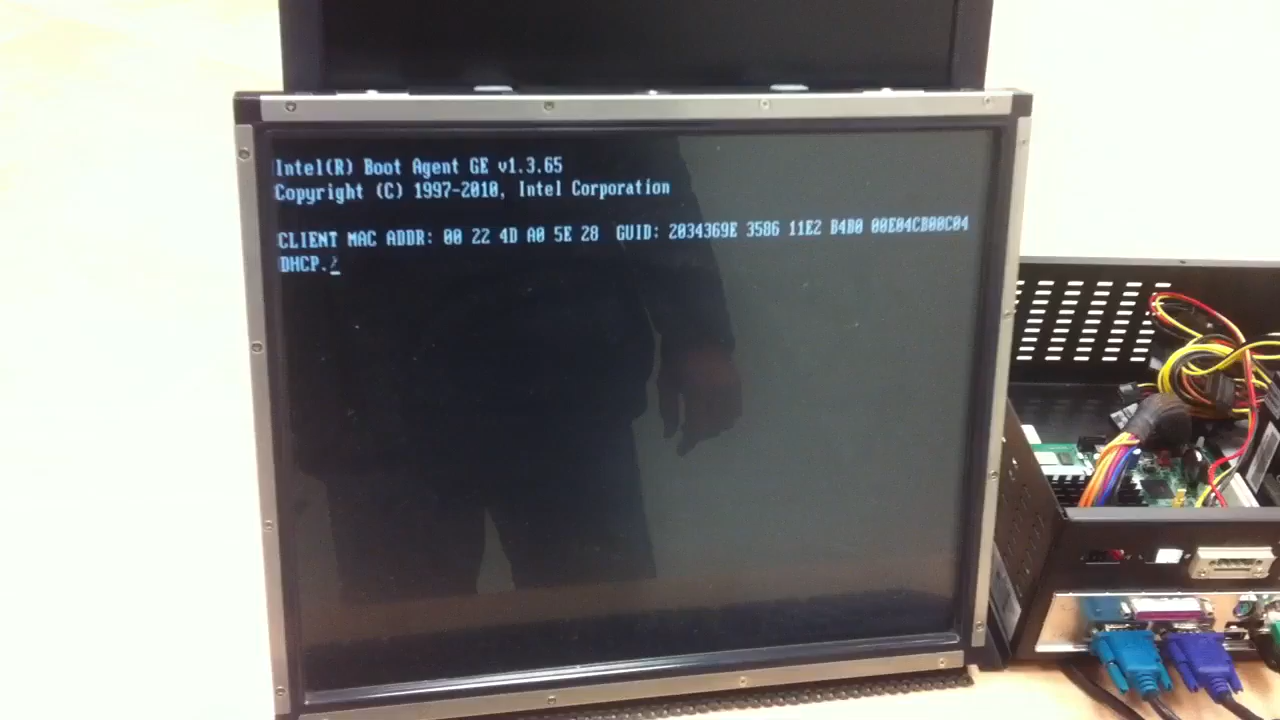 Intel(R) Boot Agent GE v1.3.65
Copyright (C) 1997-2010, Intel Corporation
CLIENT MAC ADDR: 00 22 4D A0 5E 28  GUID: 2034369E 3586 11E2 B4B0 00E04CB00C04
DHCP.